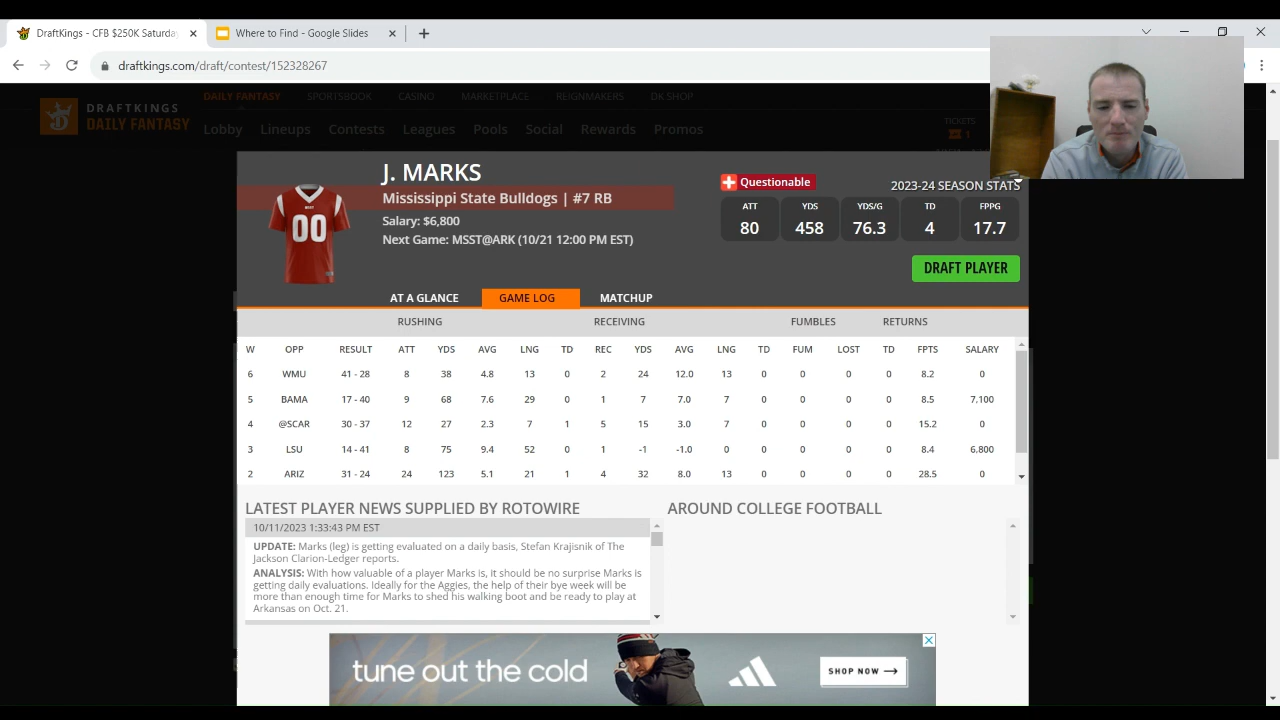 DraftKings - CFB $250K Saturda
Where to Find - Google Slides
draftkings.com/draft/contest/152328267
DRAFTKINGS
DAILY FANTASY
DAILY FANTASY SPORTSBOOK CASINO MARKETPLACE REIGNMAKERS DK SHOP
Lobby Lineups Contests Leagues Pools Social Rewards Promos
TICKETS
1
J. MARKS
Mississippi State Bulldogs | #7 RB
Salary: $6,800
Next Game: MSST@ARK (10/21 12:00 PM EST)
00
Questionable
2023-24 SEASON STATS
ATT YDS YDS/G TD FPPG
80 458 76.3 4 17.7
DRAFT PLAYER
AT A GLANCE GAME LOG MATCHUP
RUSHING RECEIVING FUMBLES RETURNS
W OPP RESULT ATT YDS AVG LNG TD REC YDS AVG LNG TD FUM LOST TD FPTS SALARY
6 WMU 41 - 28 8 38 4.8 13 0 2 24 12.0 13 0 0 0 0 8.2 0
5 BAMA 17 - 40 9 68 7.6 29 0 1 7 7.0 7 0 0 0 0 8.5 7,100
4 @SCAR 30 - 37 12 27 2.3 7 1 5 15 3.0 7 0 0 0 0 15.2 0
3 LSU 14 - 41 8 75 9.4 52 0 1 -1 -1.0 0 0 0 0 0 8.4 6,800
2 ARIZ 31 - 24 24 123 5.1 21 1 4 32 8.0 13 0 0 0 0 28.5 0
LATEST PLAYER NEWS SUPPLIED BY ROTOWIRE
10/11/2023 1:33:43 PM EST
UPDATE: Marks (leg) is getting evaluated on a daily basis, Stefan Krajisnik of The
Jackson Clarion-Ledger reports.
ANALYSIS: With how valuable of a player Marks is, it should be no surprise Marks is
getting daily evaluations. Ideally for the Aggies, the help of their bye week will be
more than enough time for Marks to shed his walking boot and be ready to play at
Arkansas on Oct. 21.
AROUND COLLEGE FOOTBALL
tune out the cold
SHOP NOW